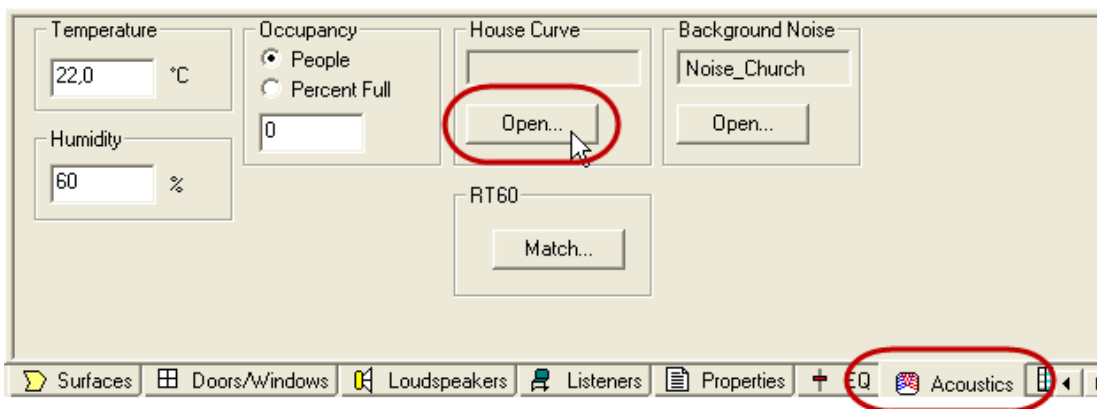 Temperature
22,0 °C
Humidity
60 %
Occupancy
People
Percent Full
0
House Curve
Open...
RT60
Match...
Background Noise
Noise_Church
Open...
Surfaces Doors/Windows Loudspeakers Listeners Properties EQ Acoustics